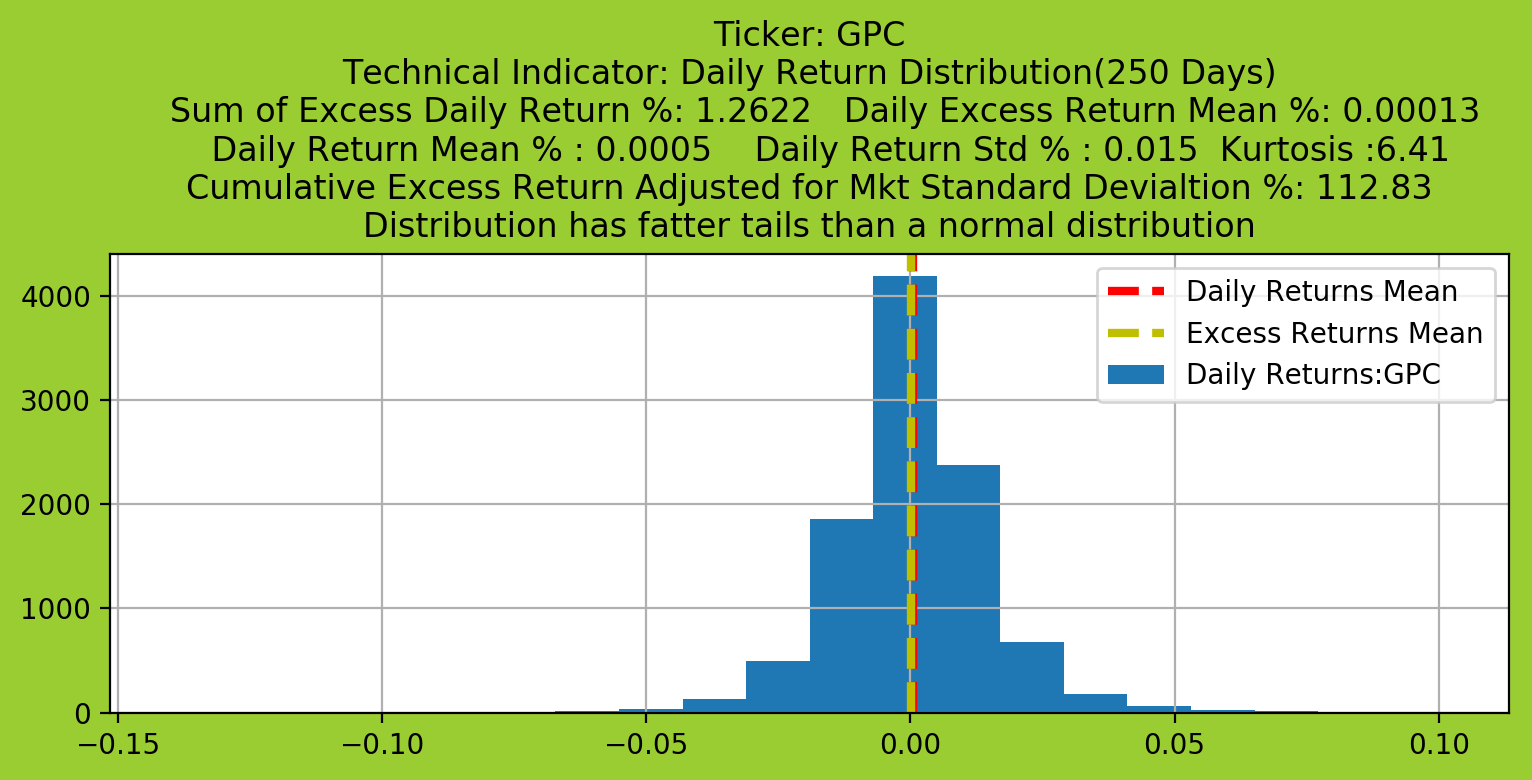 Ticker: GPC
Technical Indicator: Daily Return Distribution(250 Days)
Sum of Excess Daily Return %: 1.2622   Daily Excess Return Mean %: 0.00013
Daily Return Mean % : 0.0005    Daily Return Std % : 0.015  Kurtosis :6.41
Cumulative Excess Return Adjusted for Mkt Standard Devialtion %: 112.83
Distribution has fatter tails than a normal distribution
Daily Returns Mean
Excess Returns Mean
Daily Returns:GPC
4000
3000
2000
1000
0
−0.15 −0.10 −0.05 0.00 0.05 0.10